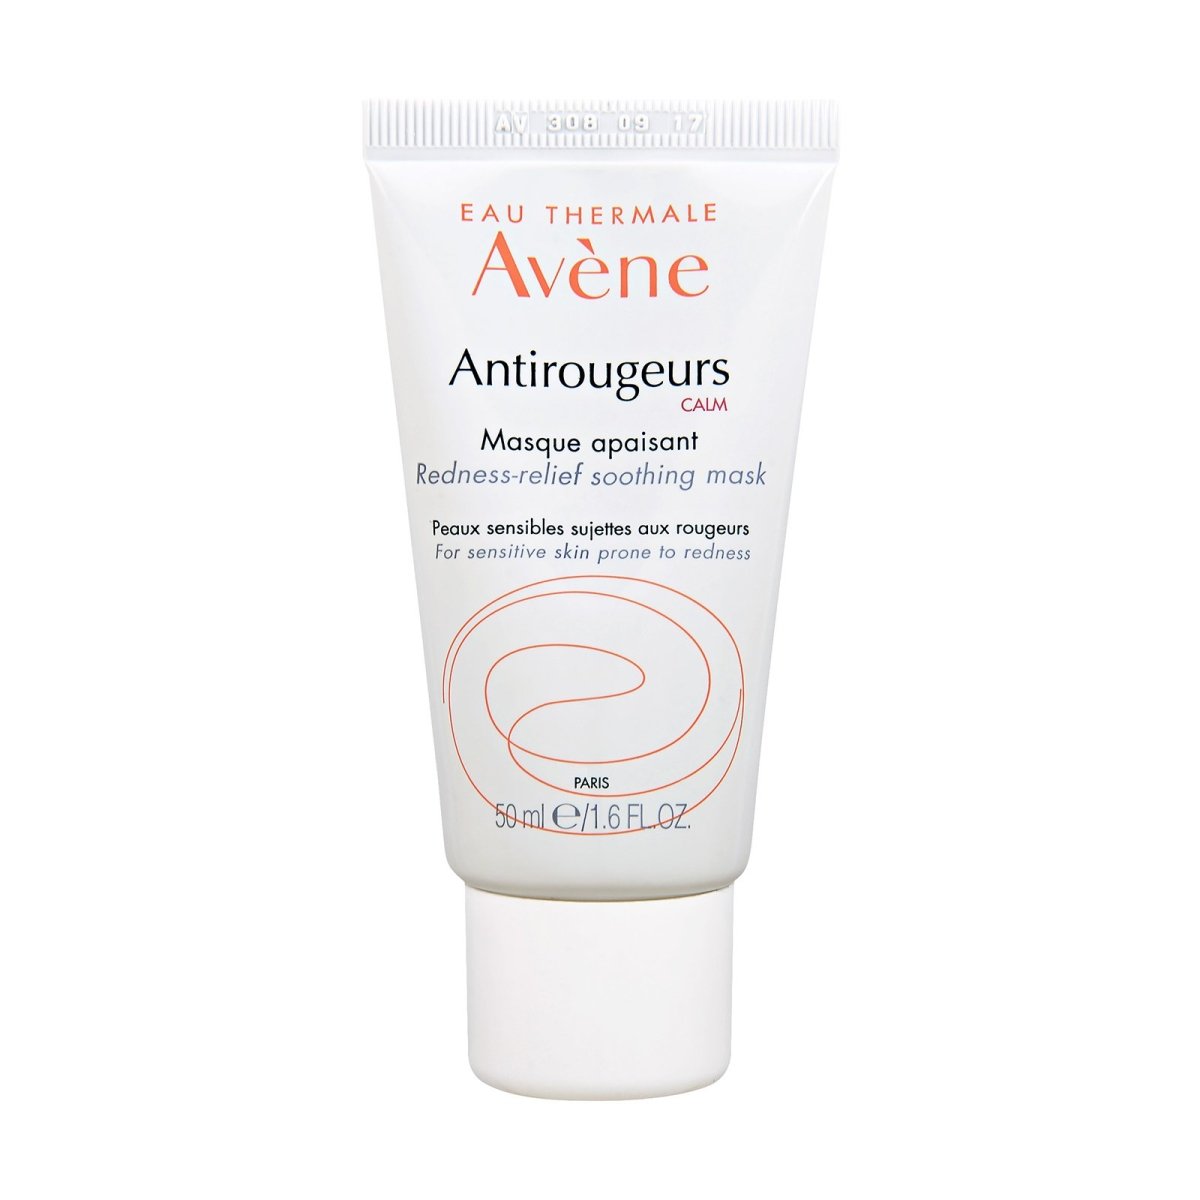 AV 308 09 17
EAU THERMALE
Avène
Antirougeurs
CALM
Masque apaisant
Redness-relief soothing mask
Peaux sensibles sujettes aux rougeurs
For sensitive skin prone to redness
PARIS
50 ml ℮/1.6 FL.OZ.